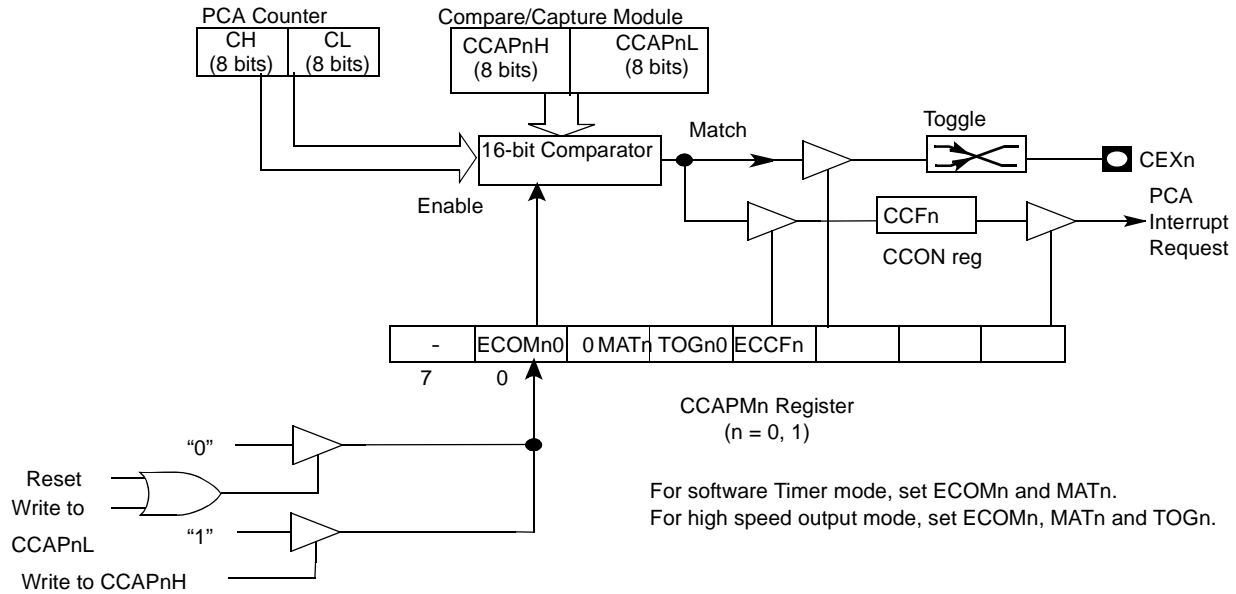 PCA Counter
CH
(8 bits)
CL
(8 bits)
Compare/Capture Module
CCAPnH
(8 bits)
CCAPnL
(8 bits)
16-bit Comparator
Match
Toggle
CEXn
Enable
CCFn
CCON reg
PCA
Interrupt
Request
- ECOMn0 0 MATn TOGn0 ECCFn
7 0
CCAPMn Register
(n = 0, 1)
“0”
Reset
Write to
CCAPnL
“1”
Write to CCAPnH
For software Timer mode, set ECOMn and MATn.
For high speed output mode, set ECOMn, MATn and TOGn.